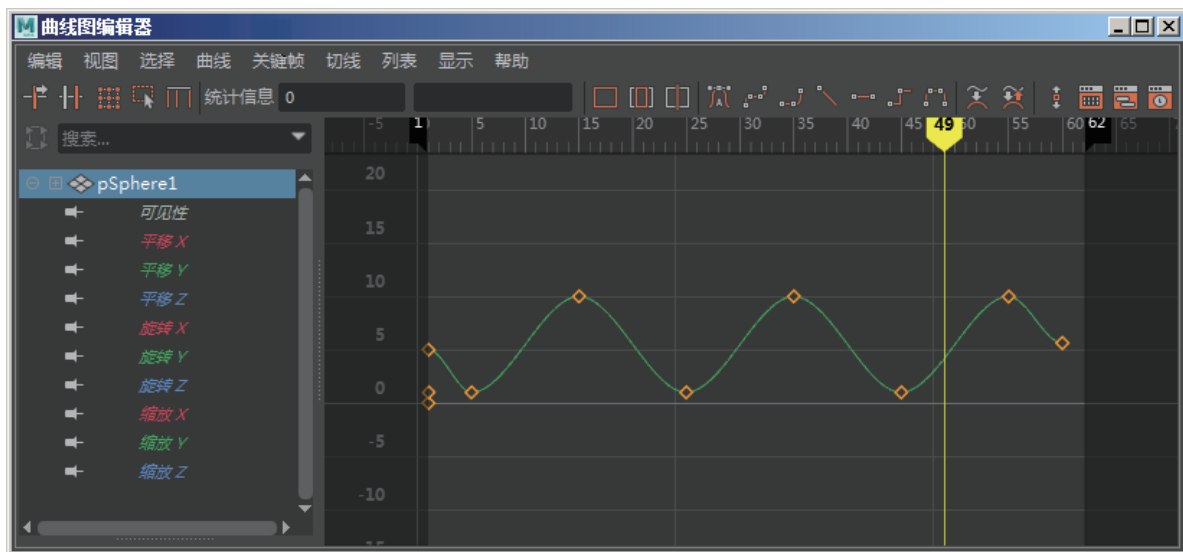 曲线图编辑器
编辑 视图 选择 曲线 关键帧 切线 列表 显示 帮助
统计信息 0
搜索...
-5 1 5 10 15 20 25 30 35 40 45 49 50 55 60 62 65
pSphere1
可见性
平移 X
平移 Y
平移 Z
旋转 X
旋转 Y
旋转 Z
缩放 X
缩放 Y
缩放 Z
20
15
10
5
0
-5
-10